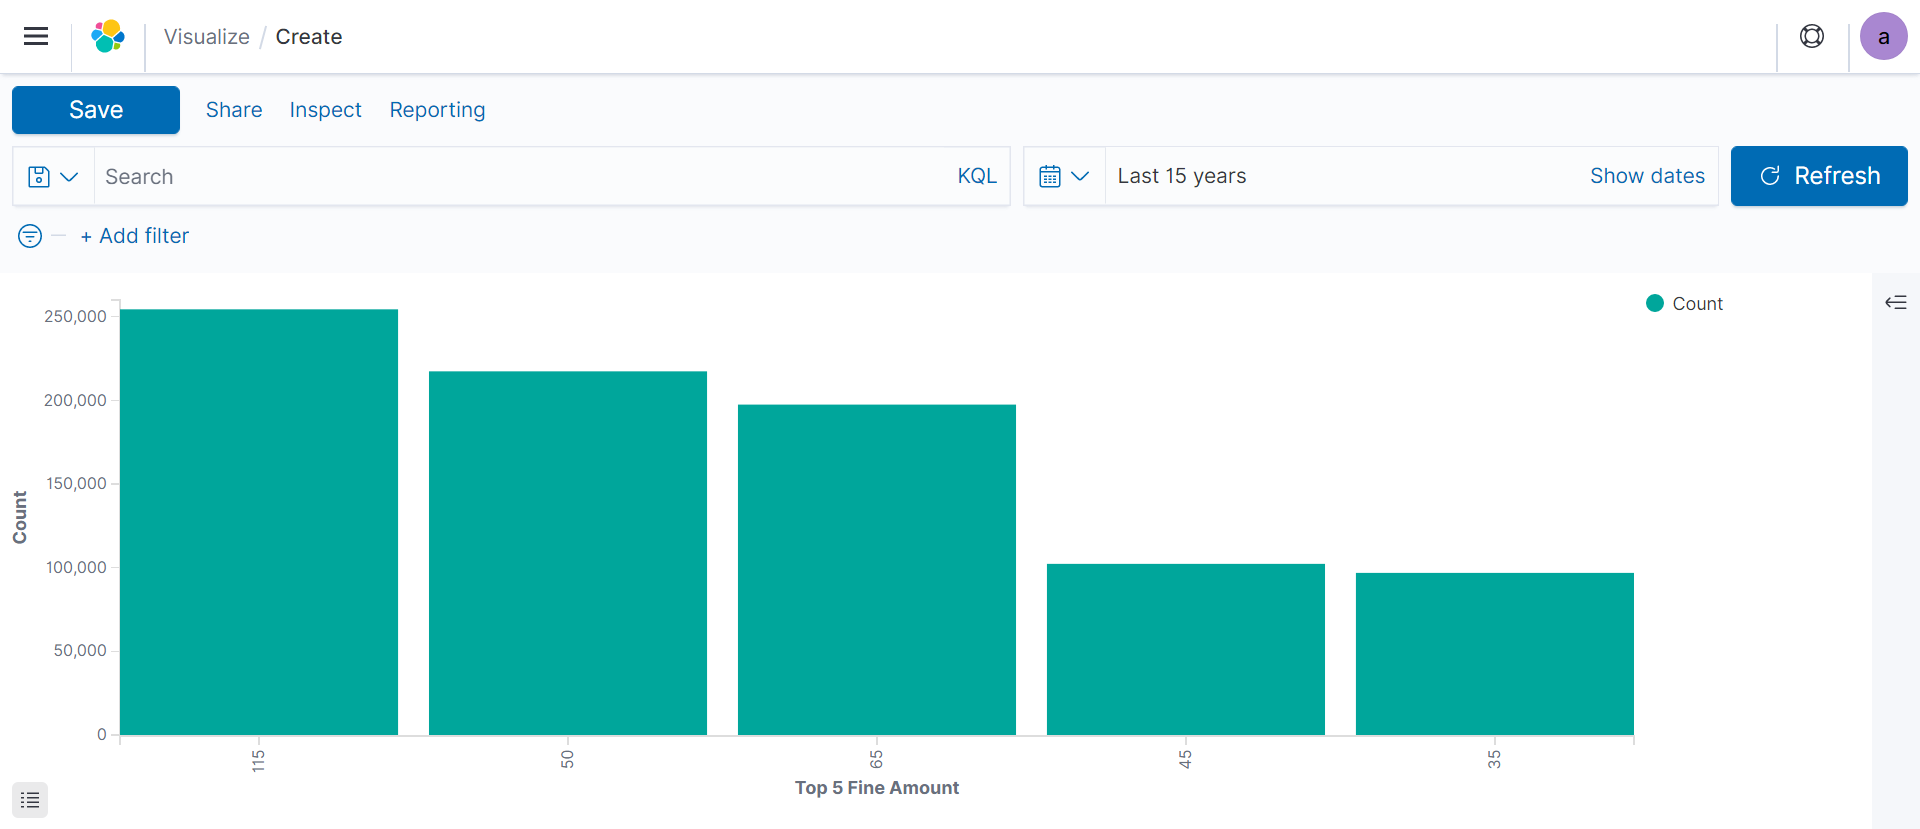 Visualize / Create
a
Save Share Inspect Reporting
Search KQL
Last 15 years Show dates
Refresh
+ Add filter
Count
250,000
200,000
150,000
100,000
50,000
0
Count
115 50 65 45 35
Top 5 Fine Amount